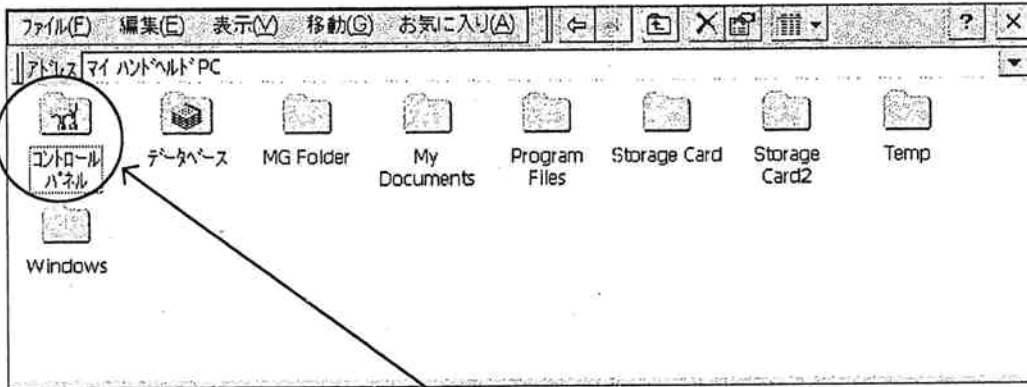 ファイル(F) 編集(E) 表示(V) 移動(G) お気に入り(A) ? ×
アドレス マイ ハンドヘルド PC
コントロール
パネル
データベース
MG Folder
My
Documents
Program
Files
Storage Card
Storage
Card2
Temp
Windows